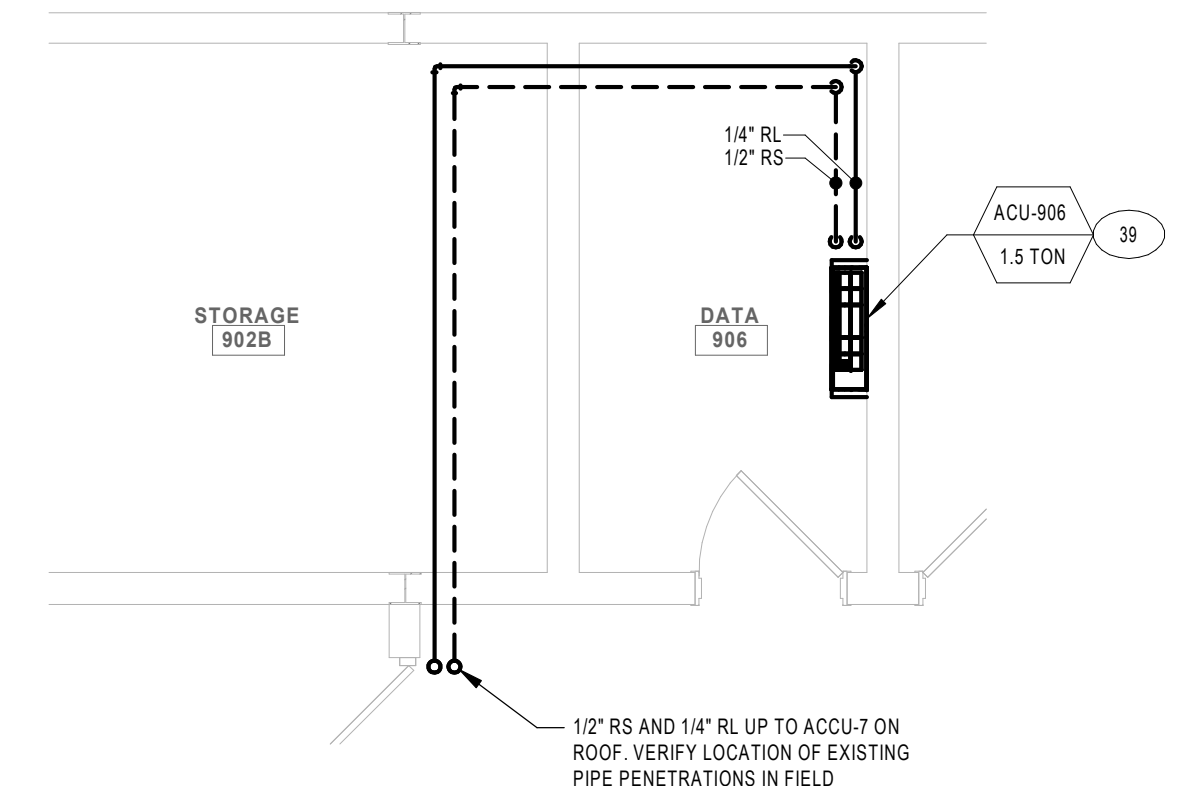 1/4" RL
1/2" RS
ACU-906
1.5 TON
39
STORAGE
902B
DATA
906
1/2" RS AND 1/4" RL UP TO ACCU-7 ON
ROOF. VERIFY LOCATION OF EXISTING
PIPE PENETRATIONS IN FIELD